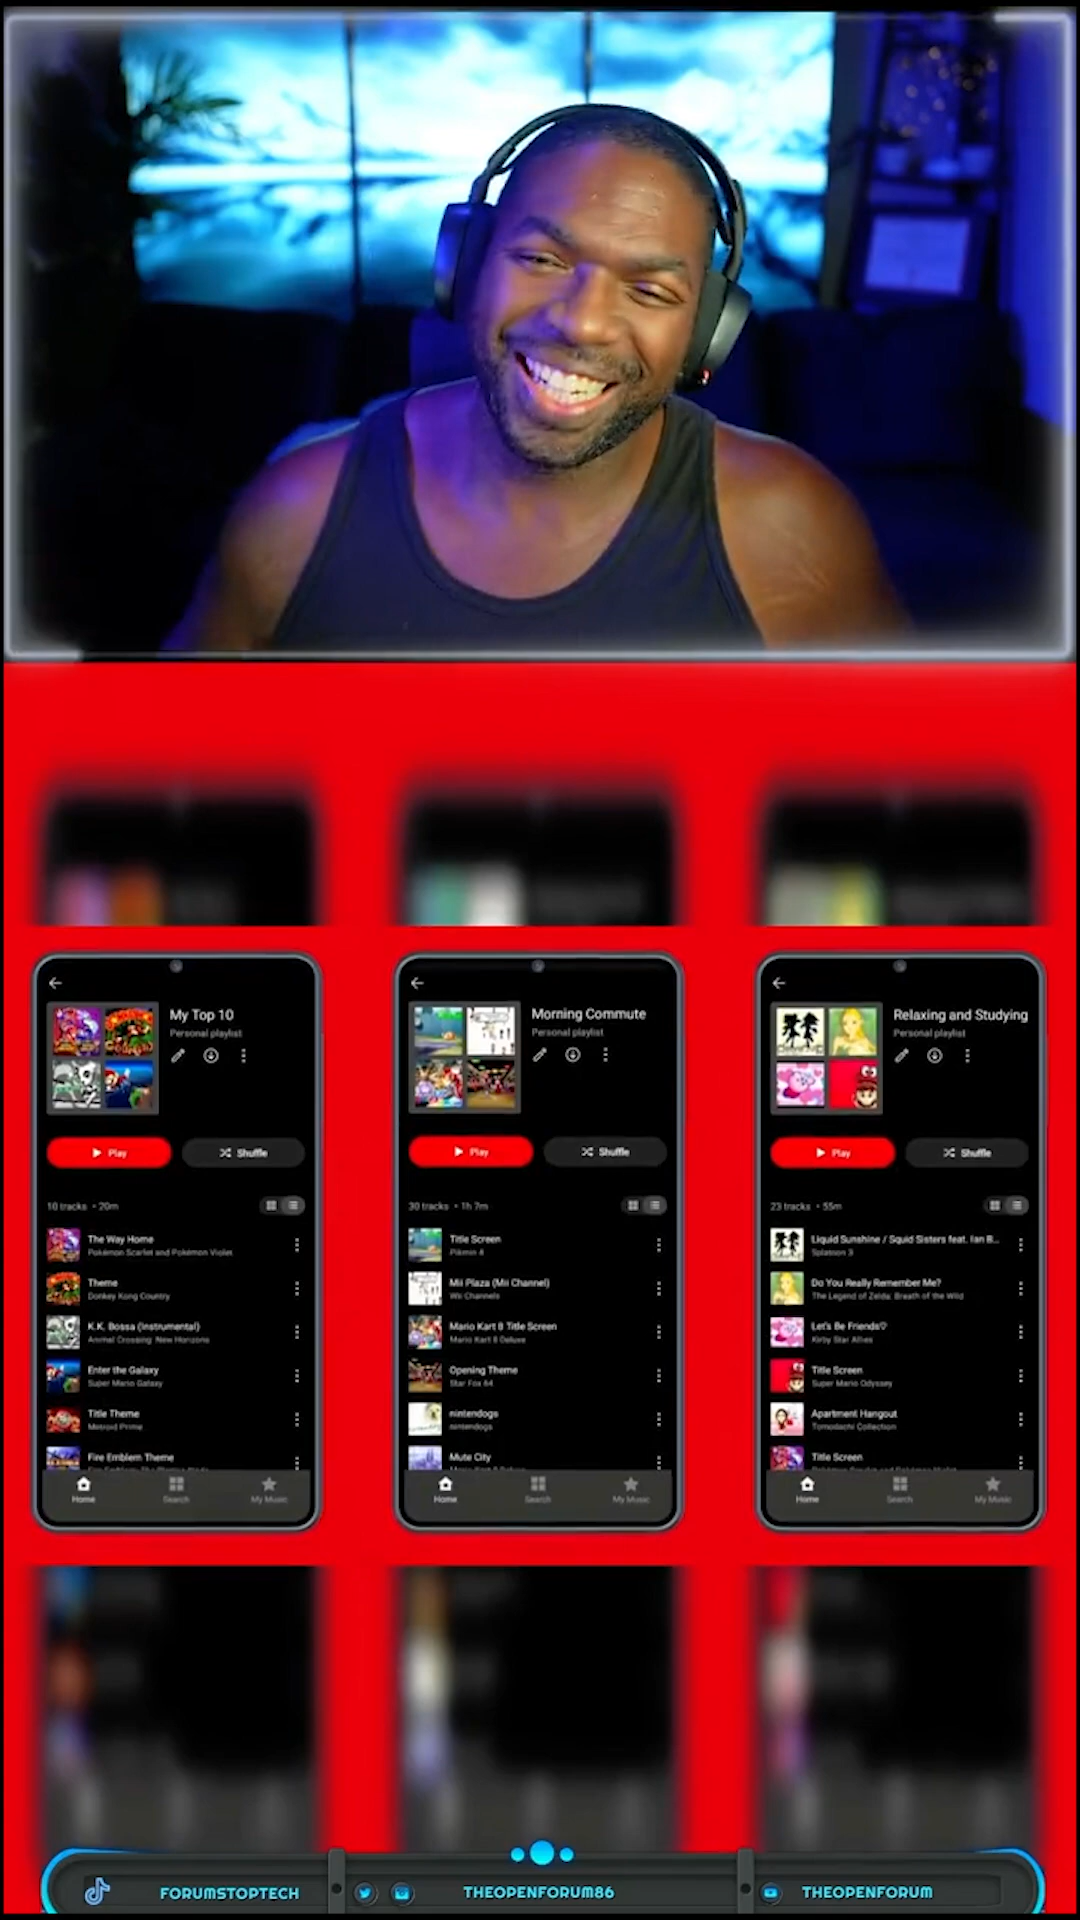 My Top 10
Personal playlist
Play
Shuffle
10 tracks • 20m
The Way Home
Pokémon Scarlet and Pokémon Violet
Theme
Donkey Kong Country
K.K. Bossa (Instrumental)
Animal Crossing: New Horizons
Enter the Galaxy
Super Mario Galaxy
Title Theme
Metroid Prime
Fire Emblem Theme
Home
Search
My Music
Morning Commute
Personal playlist
Play
Shuffle
30 tracks • 1h 7m
Title Screen
Pikmin 4
Mii Plaza (Mii Channel)
Wii Channels
Mario Kart 8 Title Screen
Mario Kart 8 Deluxe
Opening Theme
Star Fox 64
nintendogs
nintendogs
Mute City
Home
Search
My Music
Relaxing and Studying
Personal playlist
Play
Shuffle
23 tracks • 55m
Liquid Sunshine / Squid Sisters feat. Ian B...
Splatoon 3
Do You Really Remember Me?
The Legend of Zelda: Breath of the Wild
Let's Be Friends♡
Kirby Star Allies
Title Screen
Super Mario Odyssey
Apartment Hangout
Tomodachi Collection
Title Screen
Home
Search
My Music
FORUMSTOPTECH
THEOPENFORUM86
THEOPENFORUM